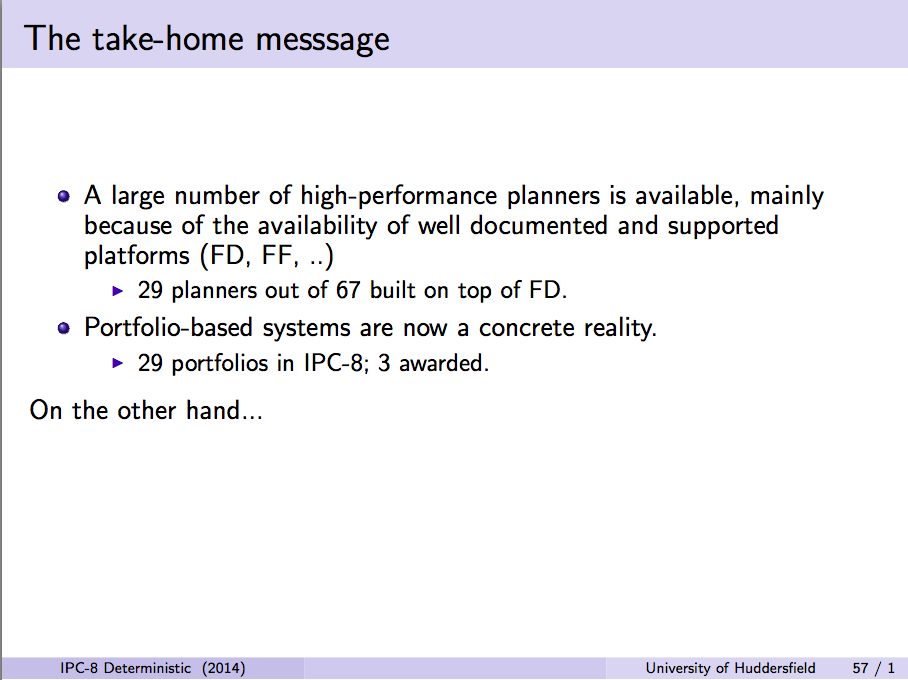 The take-home messsage
A large number of high-performance planners is available, mainly
because of the availability of well documented and supported
platforms (FD, FF, ..)
29 planners out of 67 built on top of FD.
Portfolio-based systems are now a concrete reality.
29 portfolios in IPC-8; 3 awarded.
On the other hand...
IPC-8 Deterministic (2014) University of Huddersfield 57 / 1